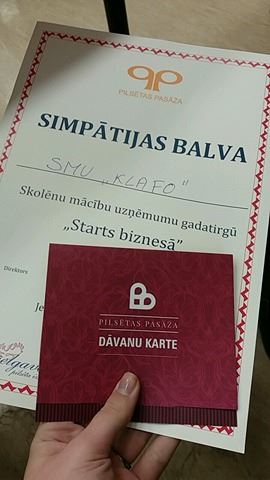 PILSĒTAS PASĀŽA
SIMPĀTIJAS BALVA
SMU „KLAFO"
Skolēnu mācību uzņēmumu gadatirgū
„Starts biznesā"
Direktors
PILSĒTAS PASĀŽA
DĀVANU KARTE